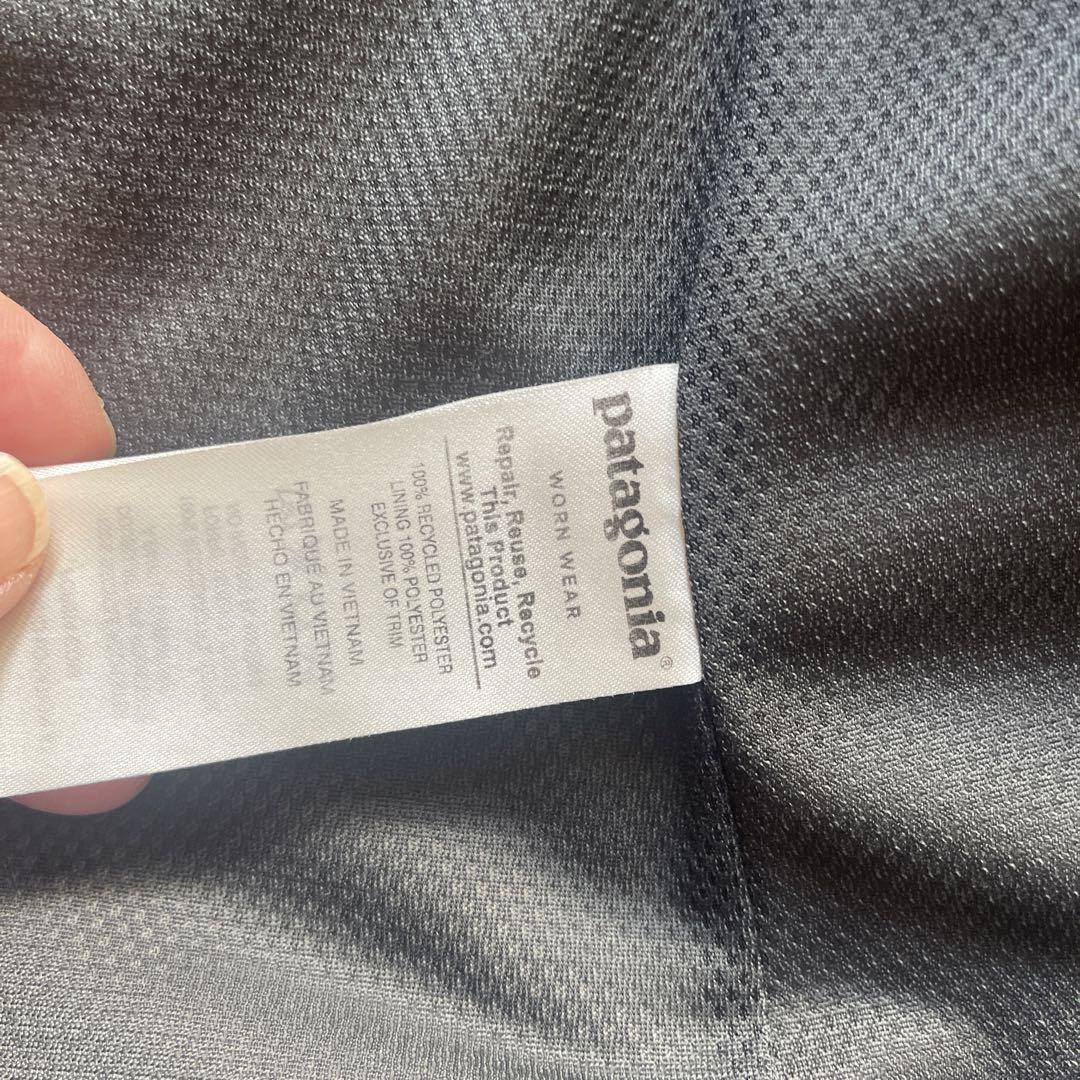 patagonia®
WORN WEAR
Repair, Reuse, Recycle
This Product
www.patagonia.com
100% RECYCLED POLYESTER
LINING 100% POLYESTER
EXCLUSIVE OF TRIM
MADE IN VIETNAM
FABRIQUÉ AU VIETNAM
HECHO EN VIETNAM